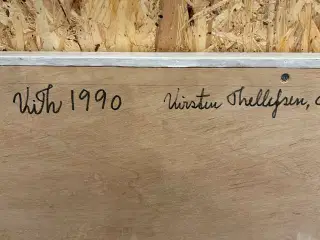 KiTh 1990 Kirsten Thellefsen,